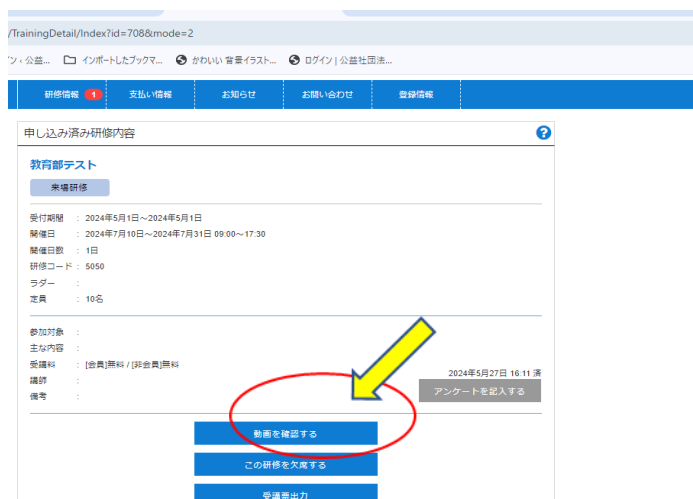 /TrainingDetail/Index?id=708&mode=2
ン・公益... インポートしたブックマ... かわいい 背景イラスト... ログイン | 公益社団法...
研修情報 1 支払い情報 お知らせ お問い合わせ 登録情報
申し込み済み研修内容 ?
教育部テスト
来場研修
受付期間 : 2024年5月1日～2024年5月1日
開催日 : 2024年7月10日～2024年7月31日 09:00～17:30
開催日数 : 1日
研修コード : 5050
ラダー :
定員 : 10名
参加対象 :
主な内容 :
受講料 : [会員]無料 / [非会員]無料
2024年5月27日 16:11 済
講師 :
アンケートを記入する
備考 :
動画を確認する
この研修を欠席する
受講票出力